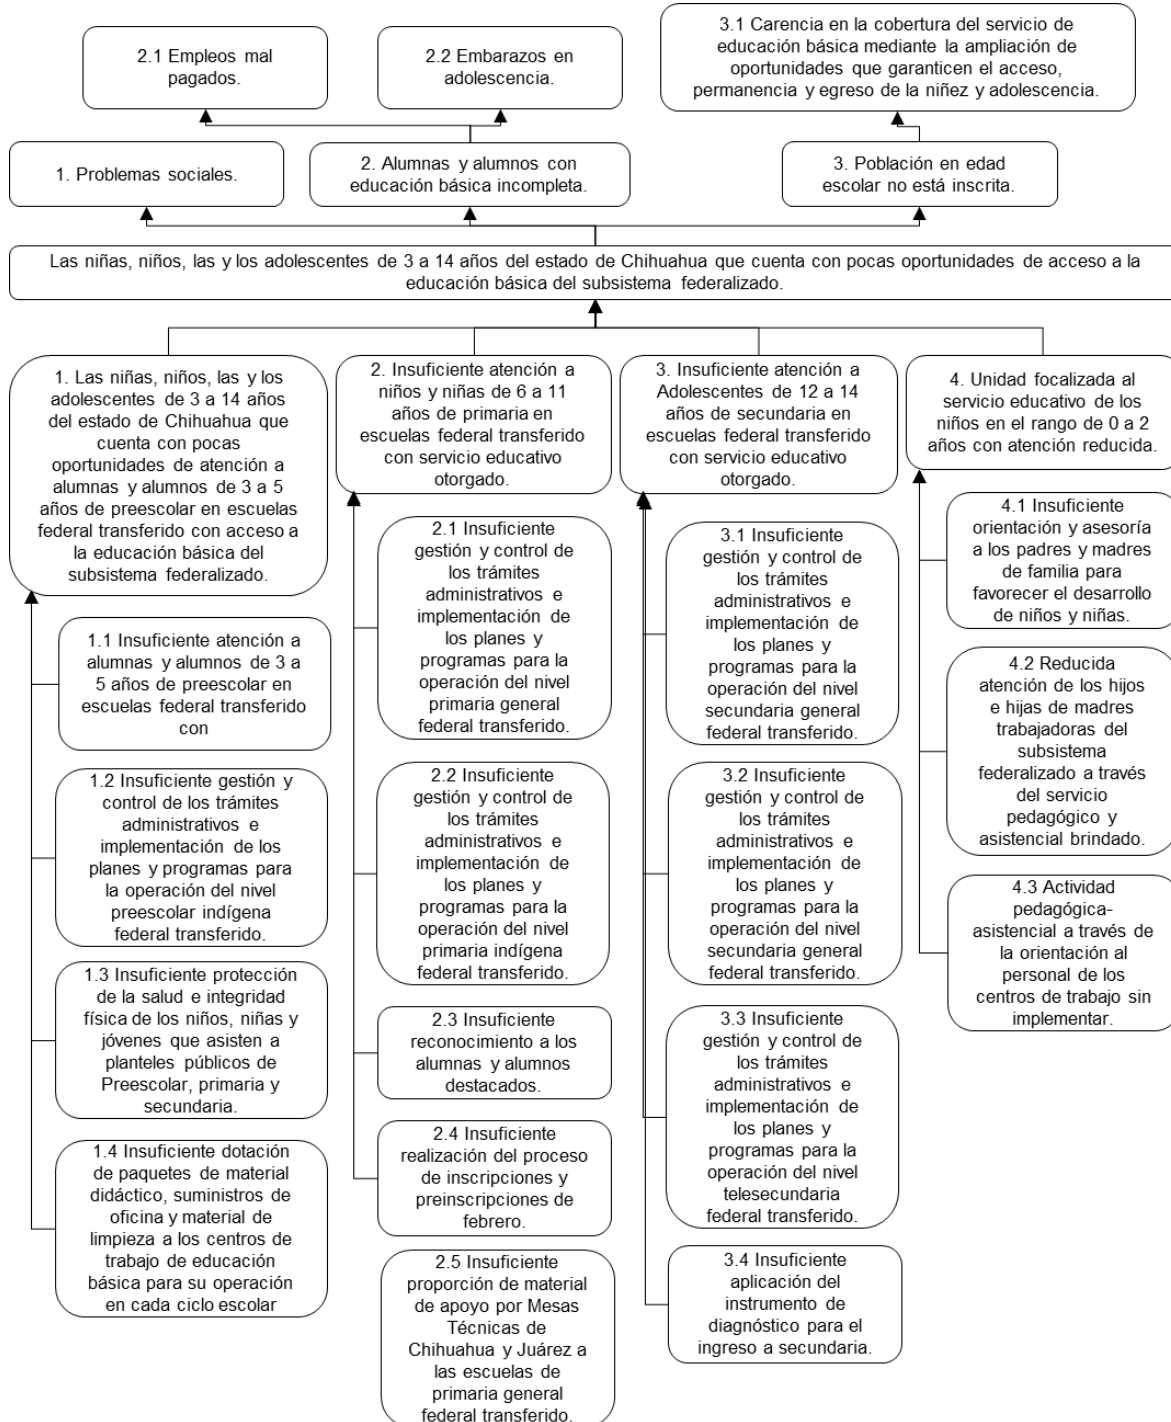 2.1 Empleos mal
pagados.
2.2 Embarazos en
adolescencia.
3.1 Carencia en la cobertura del servicio de
educación básica mediante la ampliación de
oportunidades que garanticen el acceso,
permanencia y egreso de la niñez y adolescencia.
1. Problemas sociales.
2. Alumnas y alumnos con
educación básica incompleta.
3. Población en edad
escolar no está inscrita.
Las niñas, niños, las y los adolescentes de 3 a 14 años del estado de Chihuahua que cuenta con pocas oportunidades de acceso a la
educación básica del subsistema federalizado.
1. Las niñas, niños, las y los
adolescentes de 3 a 14 años
del estado de Chihuahua que
cuenta con pocas
oportunidades de atención a
alumnas y alumnos de 3 a 5
años de preescolar en escuelas
federal transferido con acceso a
la educación básica del
subsistema federalizado.
1.1 Insuficiente atención a
alumnas y alumnos de 3 a
5 años de preescolar en
escuelas federal transferido
con
1.2 Insuficiente gestión y
control de los trámites
administrativos e
implementación de los
planes y programas para
la operación del nivel
preescolar indígena
federal transferido.
1.3 Insuficiente protección
de la salud e integridad
física de los niños, niñas y
jóvenes que asisten a
planteles públicos de
Preescolar, primaria y
secundaria.
1.4 Insuficiente dotación
de paquetes de material
didáctico, suministros de
oficina y material de
limpieza a los centros de
trabajo de educación
básica para su operación
en cada ciclo escolar
2. Insuficiente atención a
niños y niñas de 6 a 11
años de primaria en
escuelas federal transferido
con servicio educativo
otorgado.
2.1 Insuficiente
gestión y control de
los trámites
administrativos e
implementación de
los planes y
programas para la
operación del nivel
primaria general
federal transferido.
2.2 Insuficiente
gestión y control de
los trámites
administrativos e
implementación de
los planes y
programas para la
operación del nivel
primaria indígena
federal transferido.
2.3 Insuficiente
reconocimiento a los
alumnas y alumnos
destacados.
2.4 Insuficiente
realización del proceso
de inscripciones y
preinscripciones de
febrero.
2.5 Insuficiente
proporción de material
de apoyo por Mesas
Técnicas de
Chihuahua y Juárez a
las escuelas de
primaria general
federal transferido.
3. Insuficiente atención a
Adolescentes de 12 a 14
años de secundaria en
escuelas federal transferido
con servicio educativo
otorgado.
3.1 Insuficiente
gestión y control de
los trámites
administrativos e
implementación de
los planes y
programas para la
operación del nivel
secundaria general
federal transferido.
3.2 Insuficiente
gestión y control de
los trámites
administrativos e
implementación de
los planes y
programas para la
operación del nivel
secundaria general
federal transferido.
3.3 Insuficiente
gestión y control de
los trámites
administrativos e
implementación de
los planes y
programas para la
operación del nivel
telesecundaria
federal transferido.
3.4 Insuficiente
aplicación del
instrumento de
diagnóstico para el
ingreso a secundaria.
4. Unidad focalizada al
servicio educativo de los
niños en el rango de 0 a 2
años con atención reducida.
4.1 Insuficiente
orientación y asesoría
a los padres y madres
de familia para
favorecer el desarrollo
de niños y niñas.
4.2 Reducida
atención de los hijos
e hijas de madres
trabajadoras del
subsistema
federalizado a través
del servicio
pedagógico y
asistencial brindado.
4.3 Actividad
pedagógica-
asistencial a través de
la orientación al
personal de los
centros de trabajo sin
implementar.